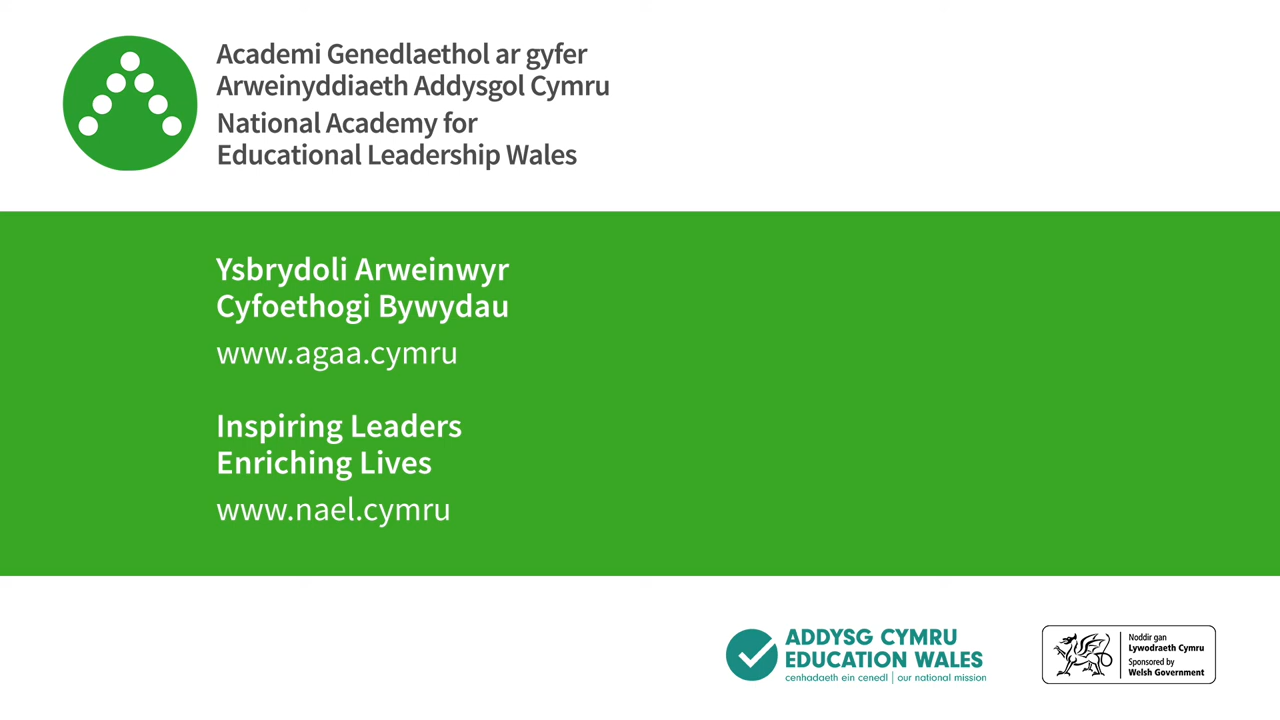 Academi Genedlaethol ar gyfer
Arweinyddiaeth Addysgol Cymru
National Academy for
Educational Leadership Wales
Ysbrydoli Arweinwyr
Cyfoethogi Bywydau
www.agaa.cymru
Inspiring Leaders
Enriching Lives
www.nael.cymru
ADDYSG CYMRU
EDUCATION WALES
cenhadaeth ein cenedl | our national mission
Noddir gan
Lywodraeth Cymru
Sponsored by
Welsh Government